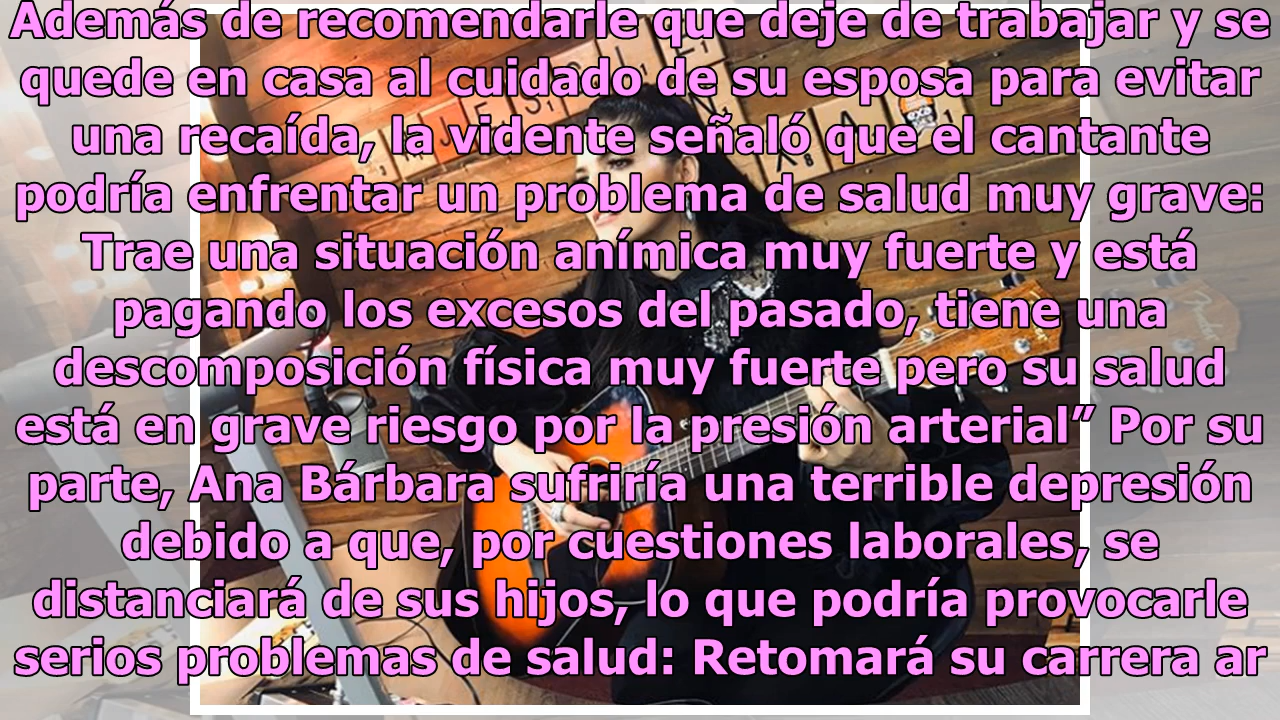 Además de recomendarle que deje de trabajar y se
quede en casa al cuidado de su esposa para evitar
una recaída, la vidente señaló que el cantante
podría enfrentar un problema de salud muy grave:
Trae una situación anímica muy fuerte y está
pagando los excesos del pasado, tiene una
descomposición física muy fuerte pero su salud
está en grave riesgo por la presión arterial” Por su
parte, Ana Bárbara sufriría una terrible depresión
debido a que, por cuestiones laborales, se
distanciará de sus hijos, lo que podría provocarle
serios problemas de salud: Retomará su carrera ar
Fender